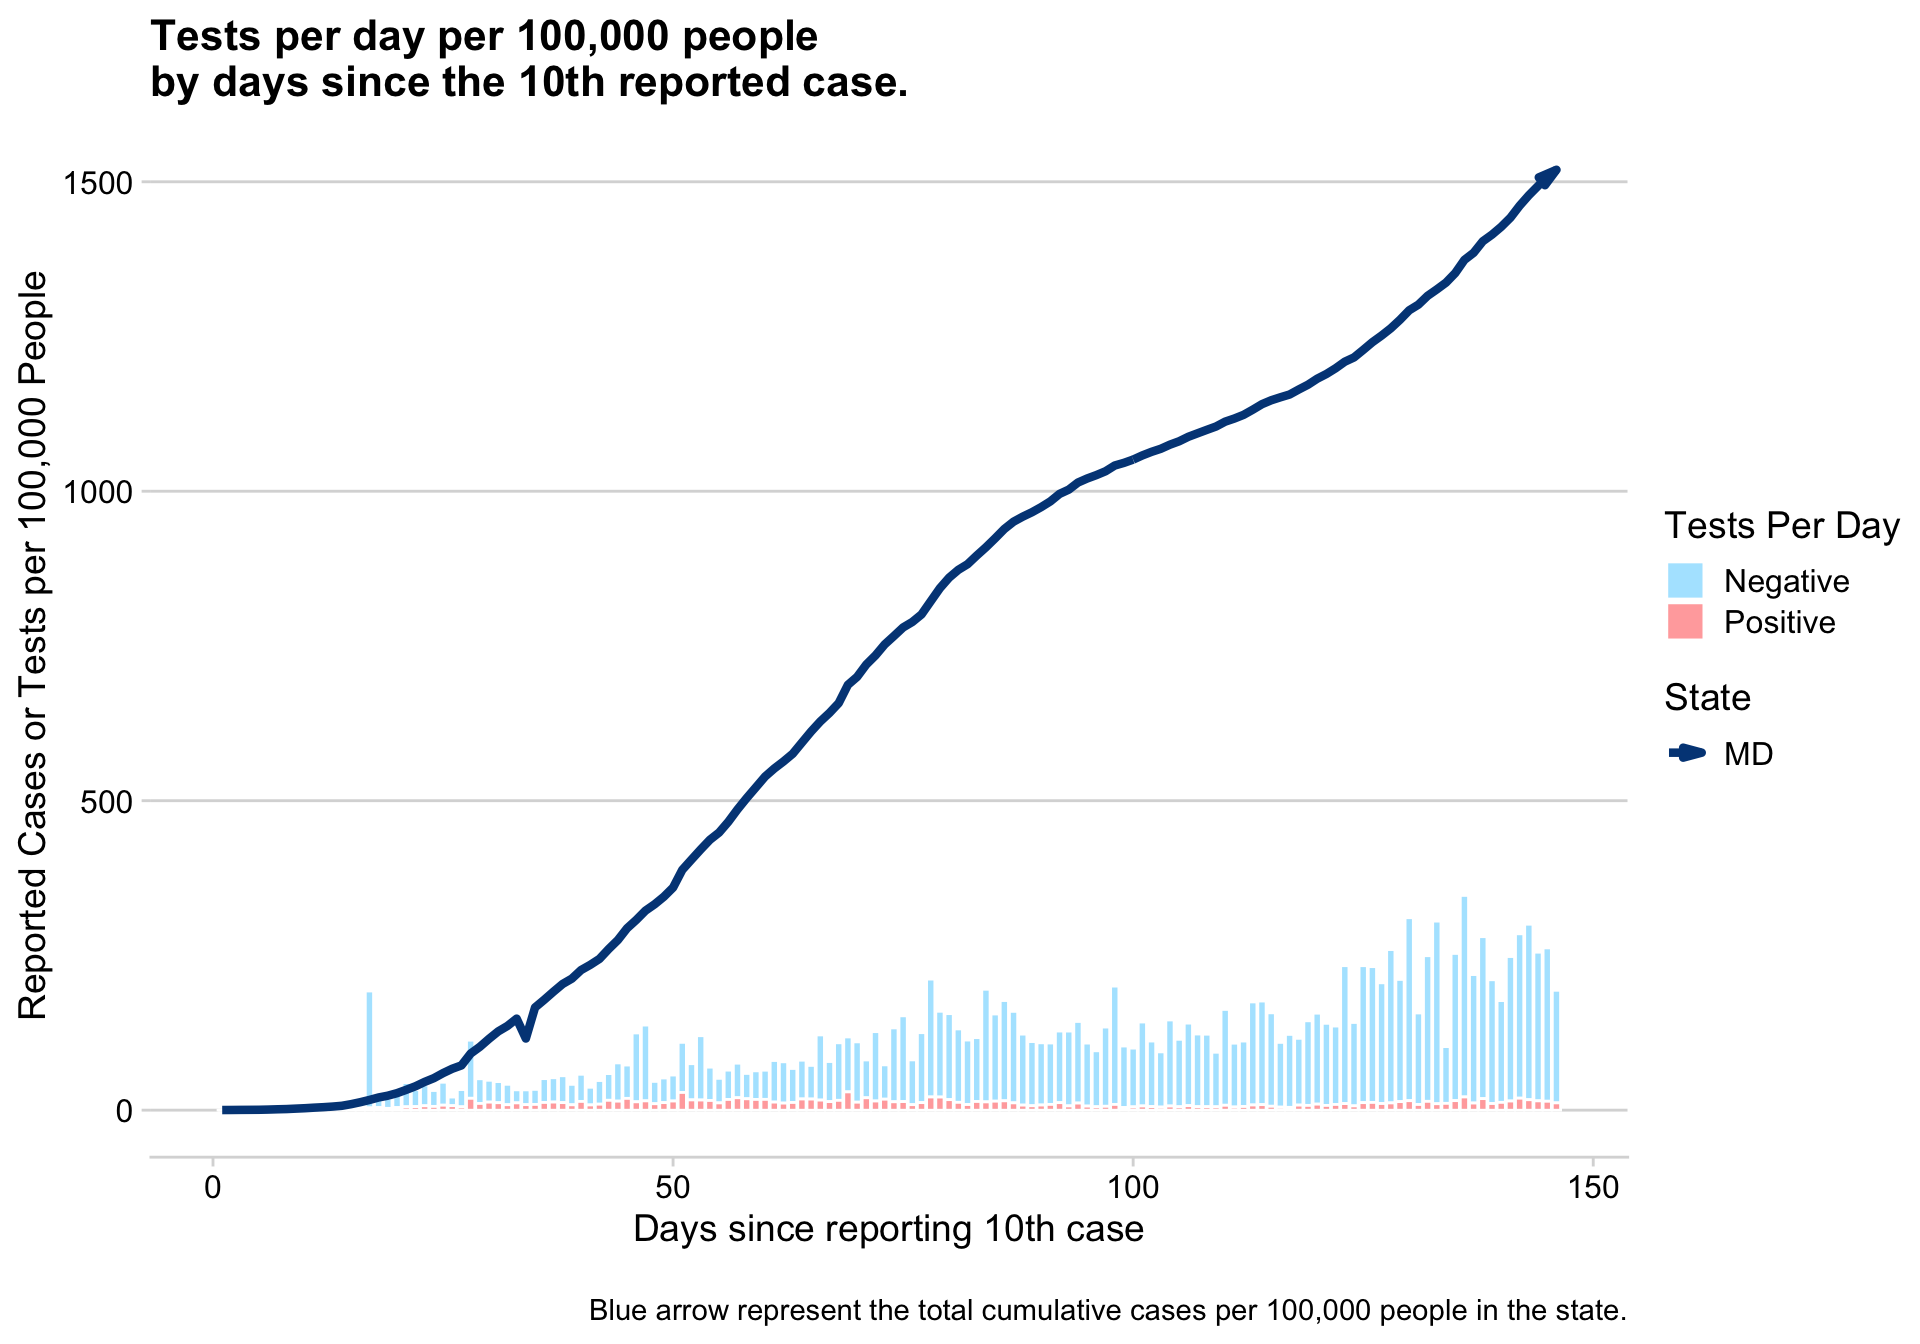 Tests per day per 100,000 people
by days since the 10th reported case.
Reported Cases or Tests per 100,000 People
1500
1000
500
0
0
50
100
150
Days since reporting 10th case
Tests Per Day
Negative
Positive
State
MD
Blue arrow represent the total cumulative cases per 100,000 people in the state.